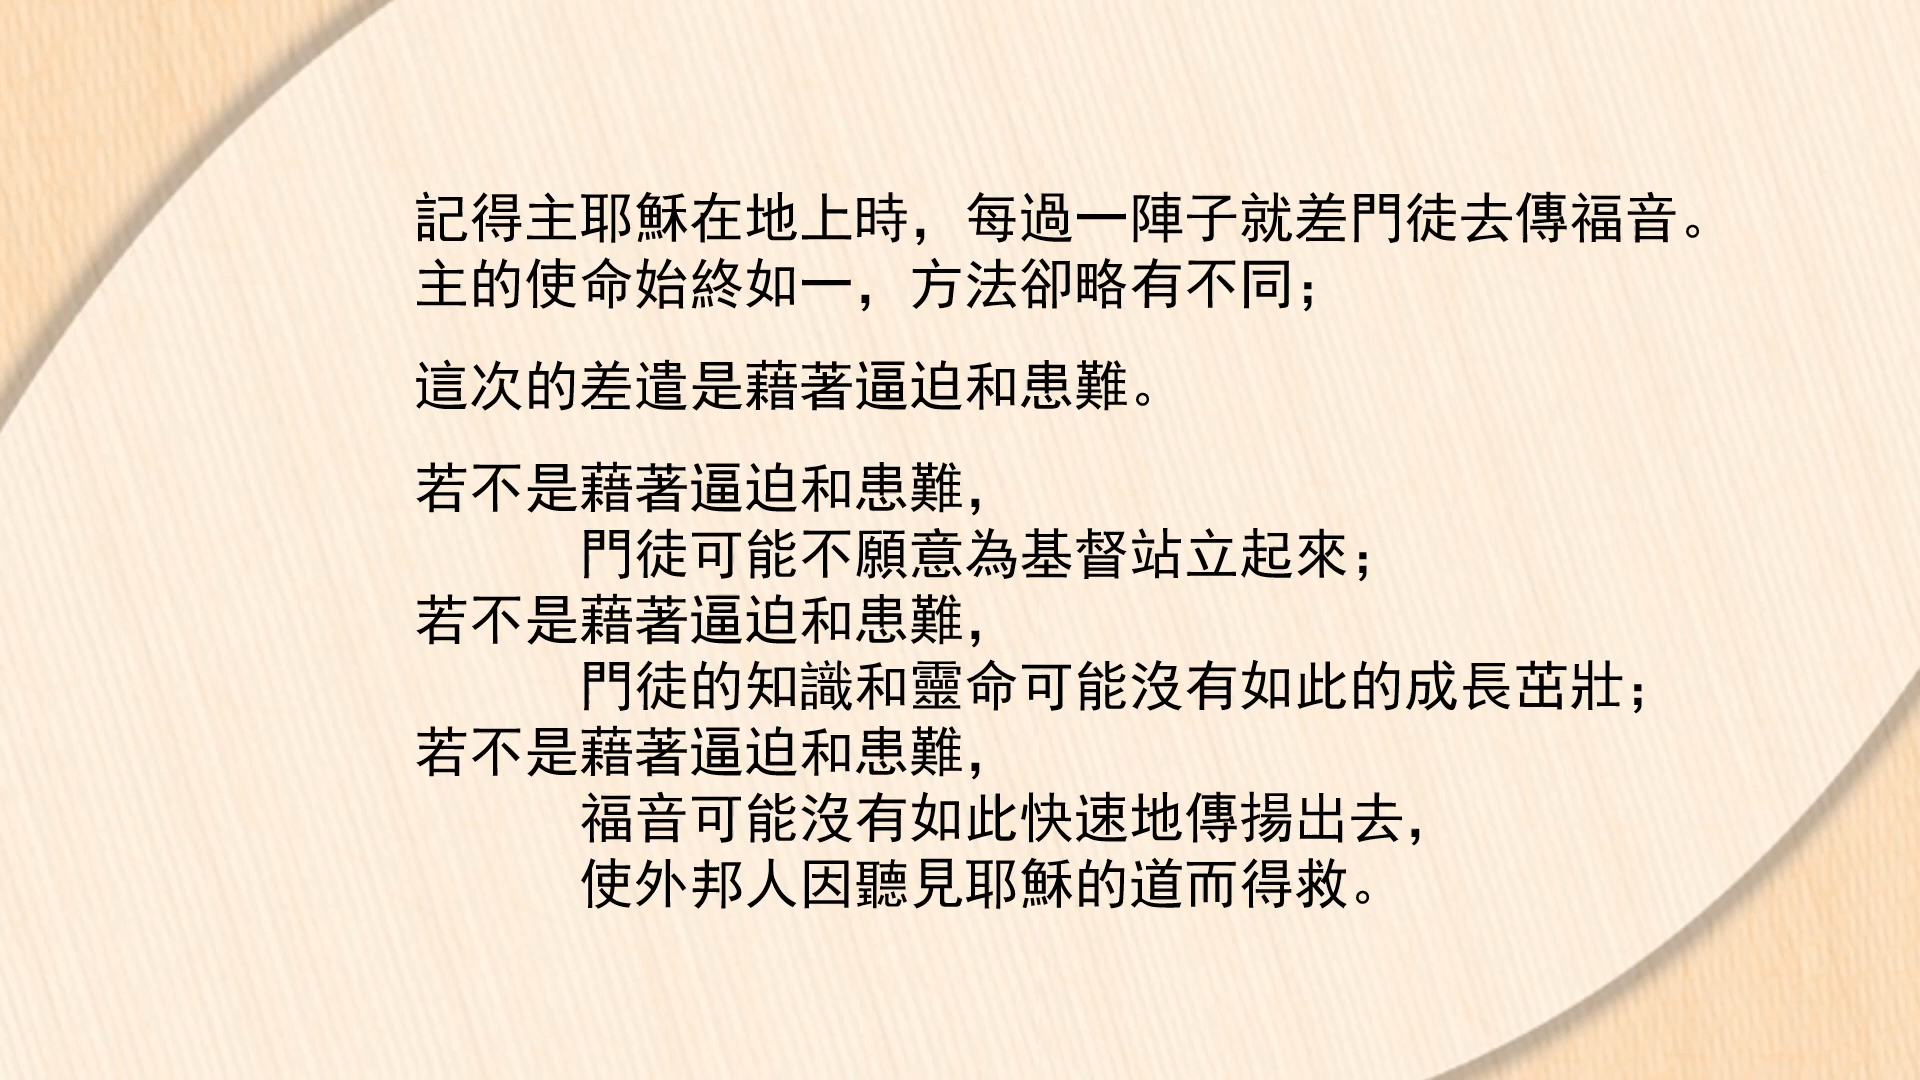 記得主耶穌在地上時，每過一陣子就差門徒去傳福音。
主的使命始終如一，方法卻略有不同；
這次的差遣是藉著逼迫和患難。
若不是藉著逼迫和患難，
門徒可能不願意為基督站立起來；
若不是藉著逼迫和患難，
門徒的知識和靈命可能沒有如此的成長茁壯；
若不是藉著逼迫和患難，
福音可能沒有如此快速地傳揚出去，
使外邦人因聽見耶穌的道而得救。